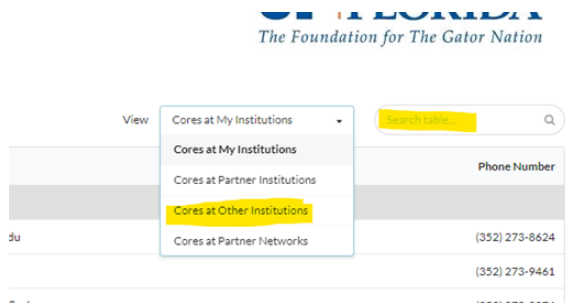 UF FLORIDA
The Foundation for The Gator Nation
View Cores at My Institutions Search table...
Cores at My Institutions
Phone Number
Cores at Partner Institutions
Cores at Other Institutions
du
Cores at Partner Networks
(352) 273-8624
(352) 273-9461